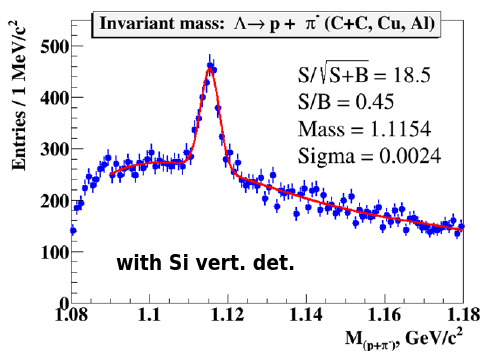 Invariant mass: Λ→ p + π⁻ (C+C, Cu, Al)
Entries / 1 MeV/c²
500
400
300
200
100
0
S/√S+B = 18.5
S/B = 0.45
Mass = 1.1154
Sigma = 0.0024
with Si vert. det.
1.08 1.1 1.12 1.14 1.16 1.18
M(p+π⁻), GeV/c²